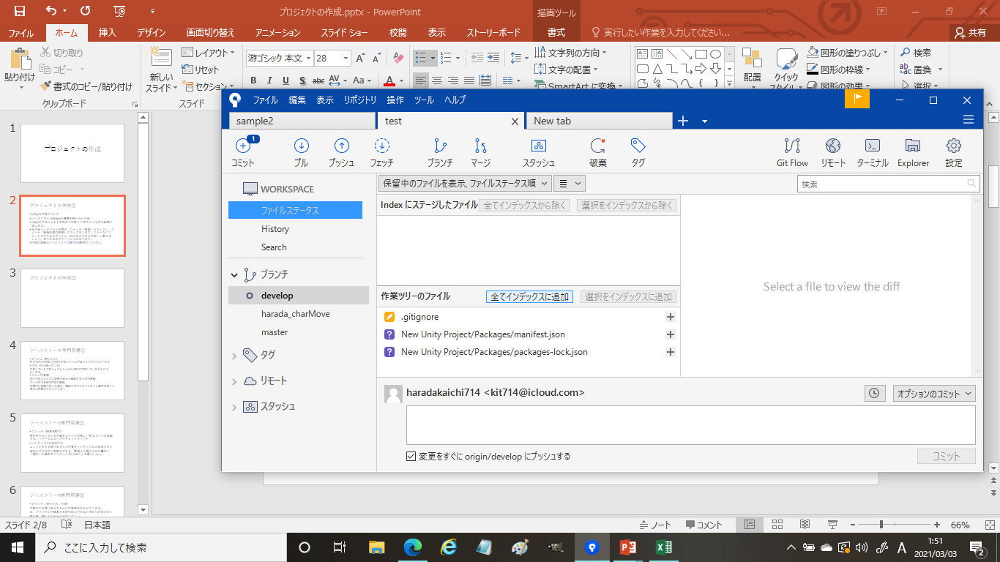 プロジェクトの作成.pptx - PowerPoint
描画ツール
ファイル
ホーム
挿入
デザイン
画面切り替え
アニメーション
スライド ショー
校閲
表示
ストーリーボード
書式
実行したい作業を入力してください...
共有
貼り付け
切り取り
コピー
書式のコピー/貼り付け
クリップボード
新しい
スライド
レイアウト
リセット
セクション
スライド
游ゴシック 本文
28
B I U S abc AV Aa A
文字列の方向
文字の配置
SmartArt に変換
配置
クイック
スタイル
図形の塗りつぶし
図形の枠線
図形の効果
検索
置換
選択
ファイル
編集
表示
リポジトリ
操作
ツール
ヘルプ
sample2
test
New tab
1
コミット
プル
プッシュ
フェッチ
ブランチ
マージ
スタッシュ
破棄
タグ
Git Flow
リモート
ターミナル
Explorer
設定
WORKSPACE
ファイルステータス
History
Search
ブランチ
develop
harada_charMove
master
タグ
リモート
スタッシュ
保留中のファイルを表示, ファイルステータス順
検索
Index にステージしたファイル
全てインデックスから除く
選択をインデックスから除く
作業ツリーのファイル
全てインデックスに追加
選択をインデックスに追加
.gitignore
New Unity Project/Packages/manifest.json
New Unity Project/Packages/packages-lock.json
Select a file to view the diff
haradakaichi714 <kit714@icloud.com>
オプションのコミット
変更をすぐに origin/develop にプッシュする
コミット
1
プロジェクトの作成
2
プロジェクトの作成①
3
プロジェクトの作成②
4
ソースツリーの専門用語①
5
ソースツリーの専門用語②
6
ソースツリーの専門用語③
スライド 2/8
日本語
ノート
コメント
66%
ここに入力して検索
A
1:51
2021/03/03
2